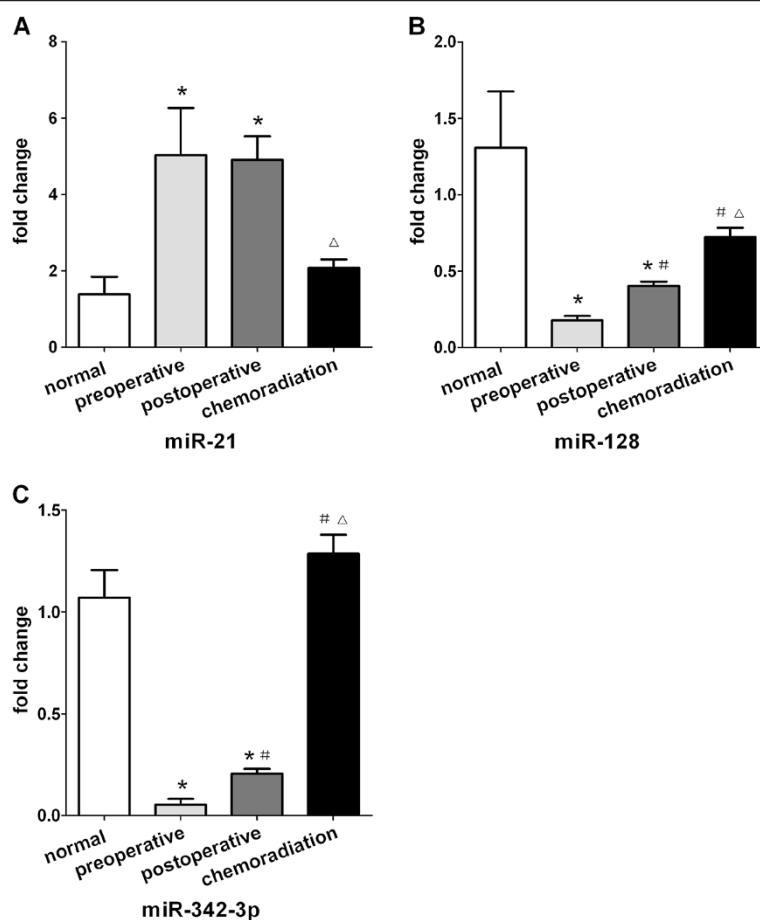 A
8
6
4
2
0
fold change
*
*
△
normal
preoperative
postoperative
chemoradiation
miR-21
B
2.0
1.5
1.0
0.5
0.0
fold change
*
* #
# △
normal
preoperative
postoperative
chemoradiation
miR-128
C
1.5
1.0
0.5
0.0
fold change
*
* #
# △
normal
preoperative
postoperative
chemoradiation
miR-342-3p